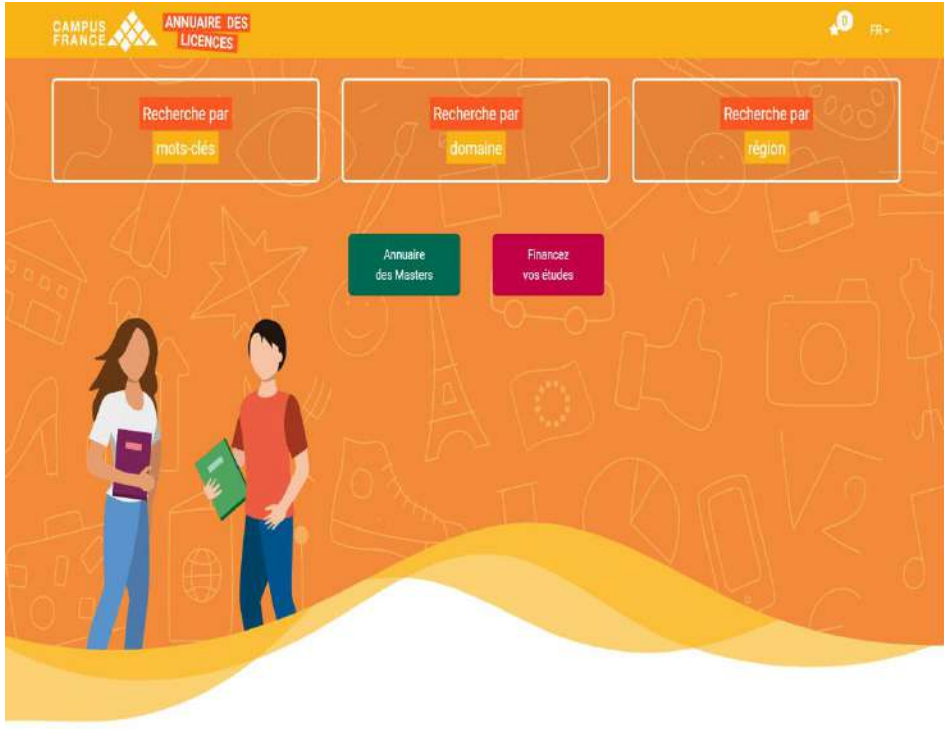 CAMPUS
FRANCE
ANNUAIRE DES
LICENCES
0
FR
Recherche par
mots-clés
Recherche par
domaine
Recherche par
région
Annuaire
des Masters
Financez
vos études